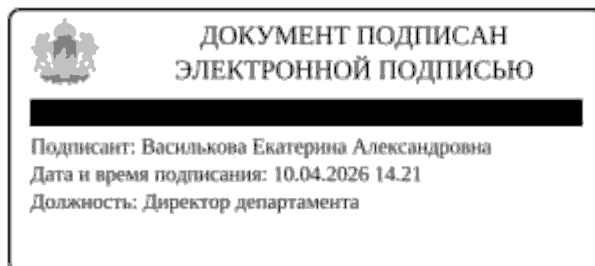 ДОКУМЕНТ ПОДПИСАН
ЭЛЕКТРОННОЙ ПОДПИСЬЮ
Подписант: Василькова Екатерина Александровна
Дата и время подписания: 10.04.2026 14.21
Должность: Директор департамента